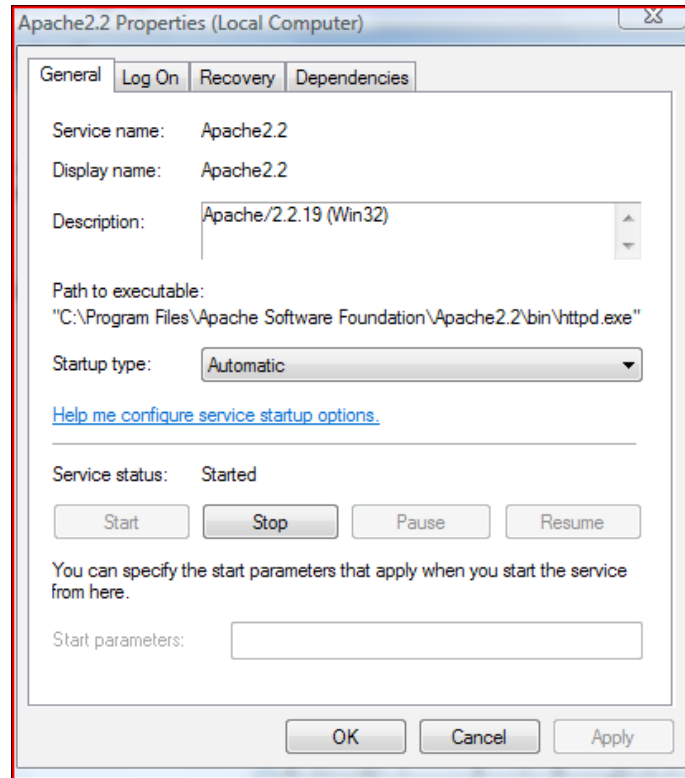 Apache2.2 Properties (Local Computer)
General Log On Recovery Dependencies
Service name: Apache2.2
Display name: Apache2.2
Description: Apache/2.2.19 (Win32)
Path to executable:
"C:\Program Files\Apache Software Foundation\Apache2.2\bin\httpd.exe"
Startup type: Automatic
Help me configure service startup options.
Service status: Started
Start Stop Pause Resume
You can specify the start parameters that apply when you start the service
from here.
Start parameters:
OK Cancel Apply